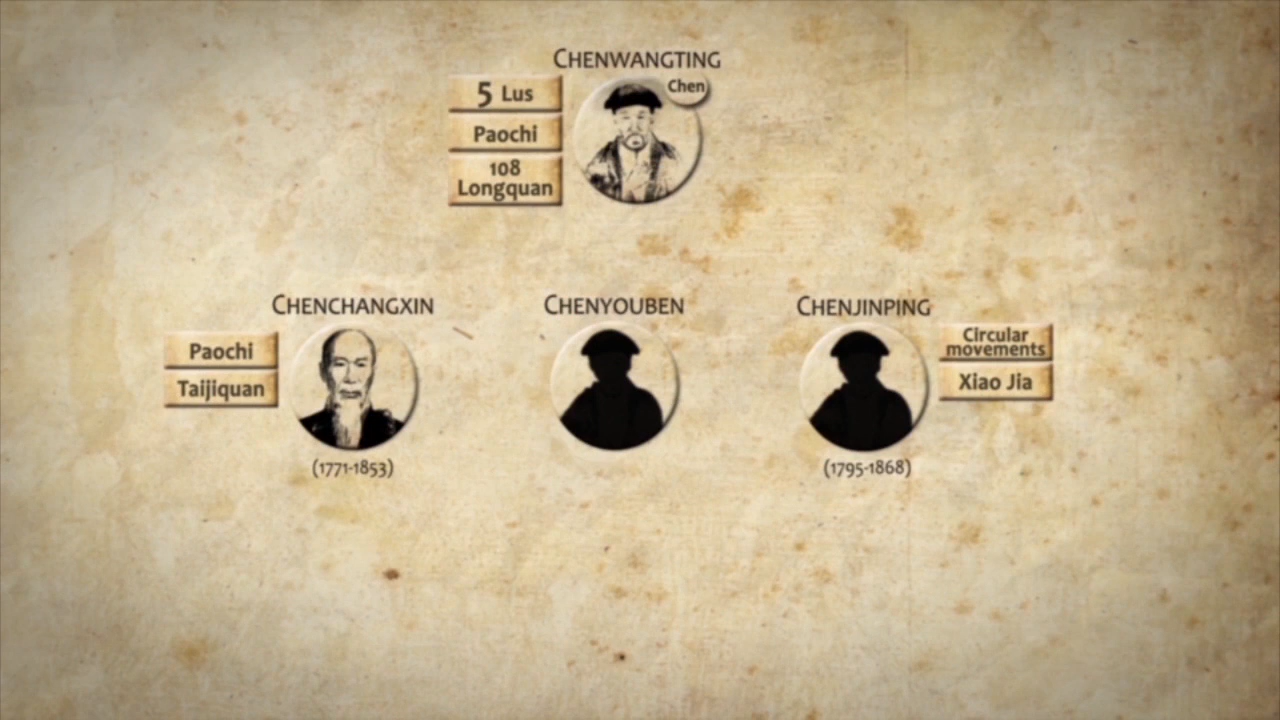 CHENWANGTING
Chen
5 Lus
Paochi
108
Longquan
CHENCHANGXIN
Paochi
Taijiquan
(1771-1853)
CHENYOUBEN
CHENJINPING
Circular
movements
Xiao Jia
(1795-1868)